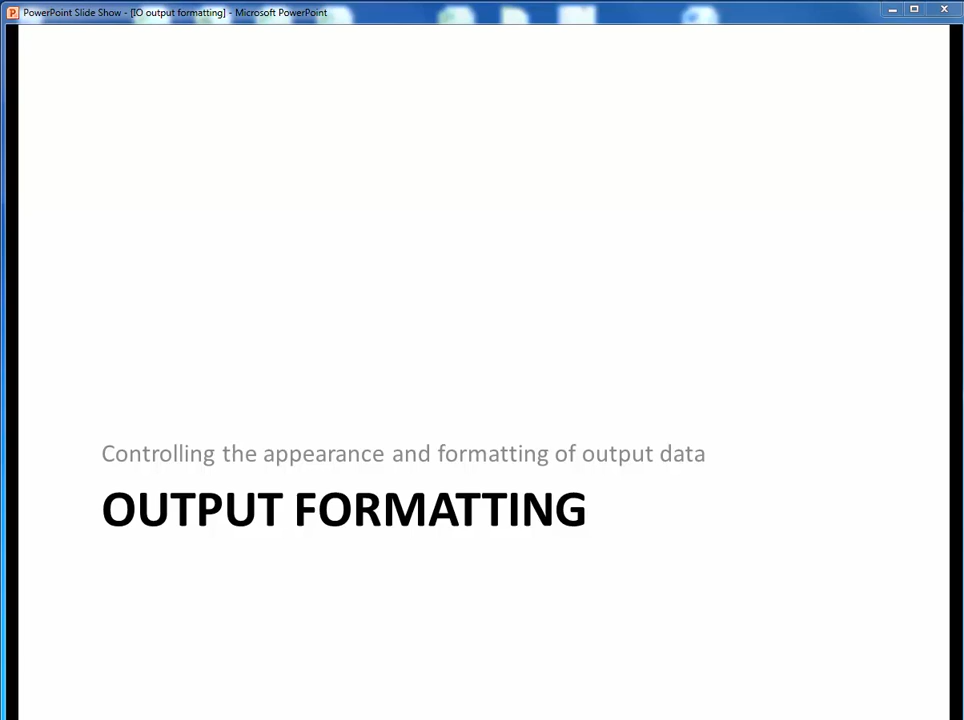 PowerPoint Slide Show - [IO output formatting] - Microsoft PowerPoint
Controlling the appearance and formatting of output data
OUTPUT FORMATTING